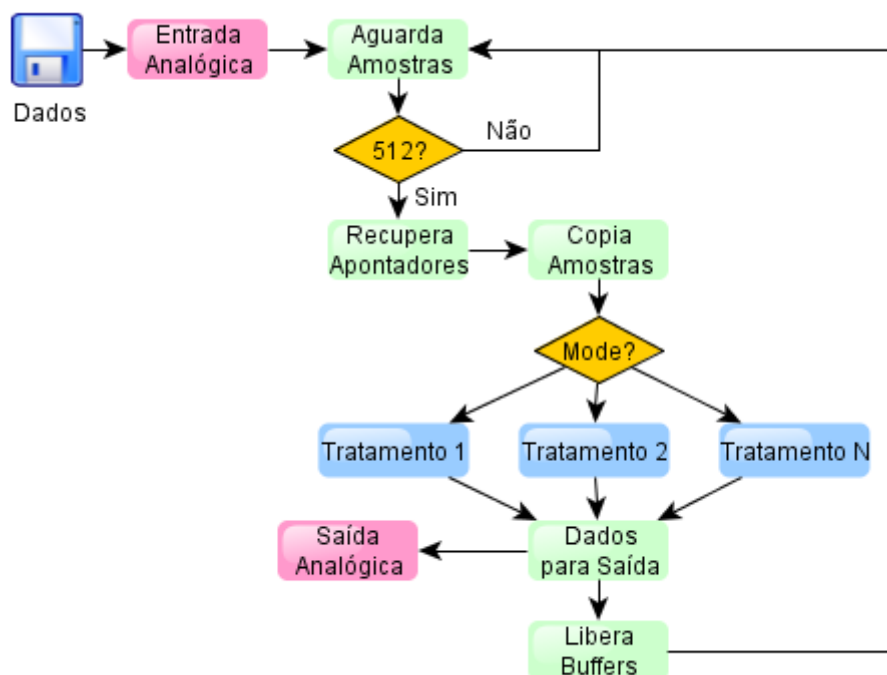 Dados
Entrada
Analógica
Aguarda
Amostras
512?
Não
Sim
Recupera
Apontadores
Copia
Amostras
Mode?
Tratamento 1
Tratamento 2
Tratamento N
Saída
Analógica
Dados
para Saída
Libera
Buffers